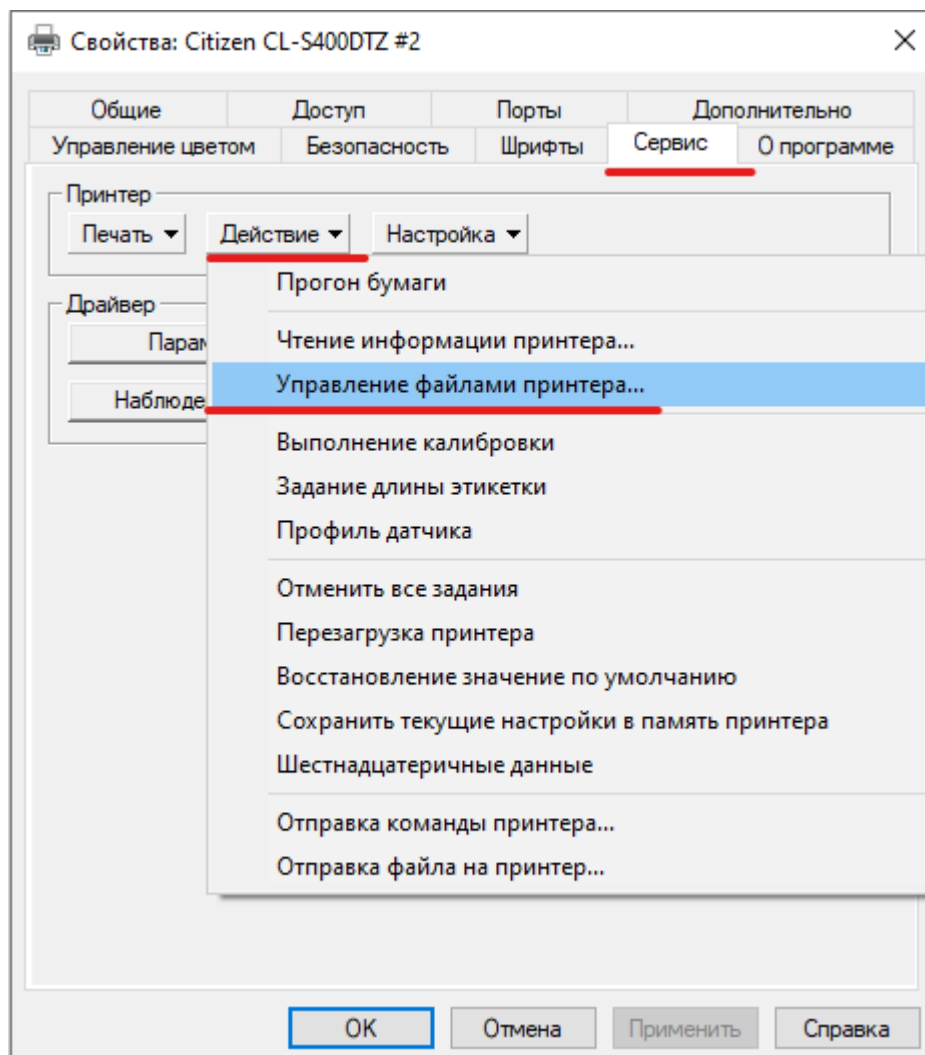 Свойства: Citizen CL-S400DTZ #2
Общие Доступ Порты Дополнительно
Управление цветом Безопасность Шрифты Сервис О программе
Принтер
Печать Действие Настройка
Прогон бумаги
Драйвер
Чтение информации принтера...
Управление файлами принтера...
Выполнение калибровки
Задание длины этикетки
Профиль датчика
Отменить все задания
Перезагрузка принтера
Восстановление значение по умолчанию
Сохранить текущие настройки в память принтера
Шестнадцатеричные данные
Отправка команды принтера...
Отправка файла на принтер...
OK Отмена Применить Справка